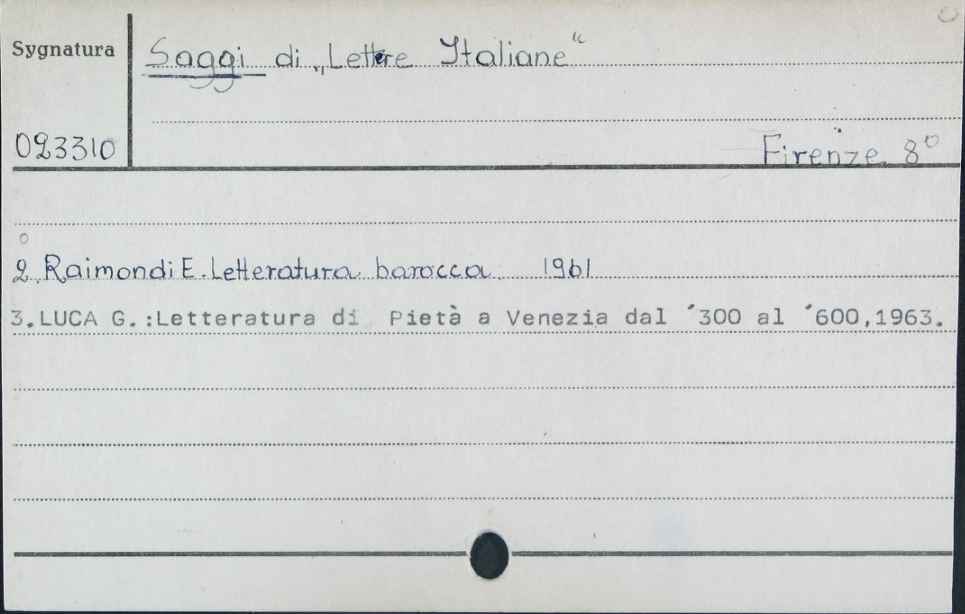 Sygnatura
Saggi di „Lettere Italiane“
023310
Firenze 8°
2. Raimondi E. Letteratura barocca 1961
3.LUCA G.:Letteratura di Pietà a Venezia dal ´300 al ´600,1963.